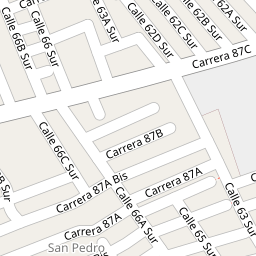 Calle 66B Sur
Calle 66 Sur
Calle 63A Sur
Calle 62D Sur
Calle 62C Sur
Calle 62B Sur
Calle 62A Sur
Carrera 87C
Carrera 87B
Calle 66C Sur
Carrera 87A Bis
Carrera 87A
Carrera 87A
Calle 66A Sur
Calle 65 Sur
Calle 63 Sur
San Pedro